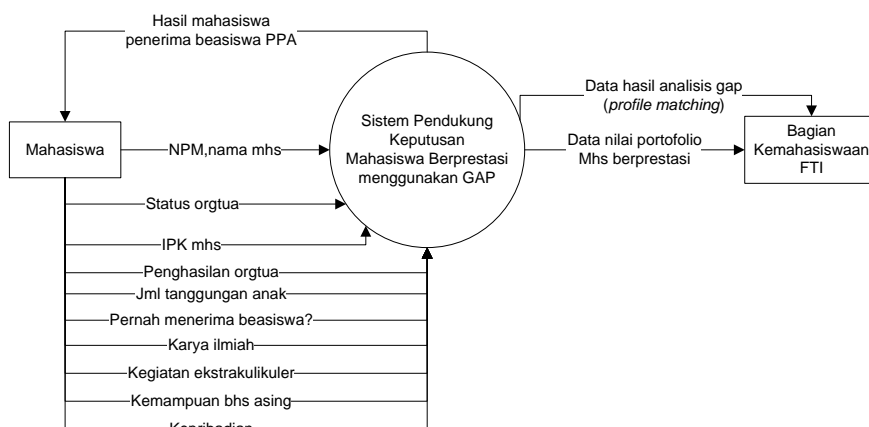 Hasil mahasiswa
penerima beasiswa PPA
Data hasil analisis gap
(profile matching)
Sistem Pendukung
Keputusan
Mahasiswa Berprestasi
menggunakan GAP
Mahasiswa
NPM,nama mhs
Data nilai portofolio
Mhs berprestasi
Bagian
Kemahasiswaan
FTI
Status orgtua
IPK mhs
Penghasilan orgtua
Jml tanggungan anak
Pernah menerima beasiswa?
Karya ilmiah
Kegiatan ekstrakulikuler
Kemampuan bhs asing
Kepribadian